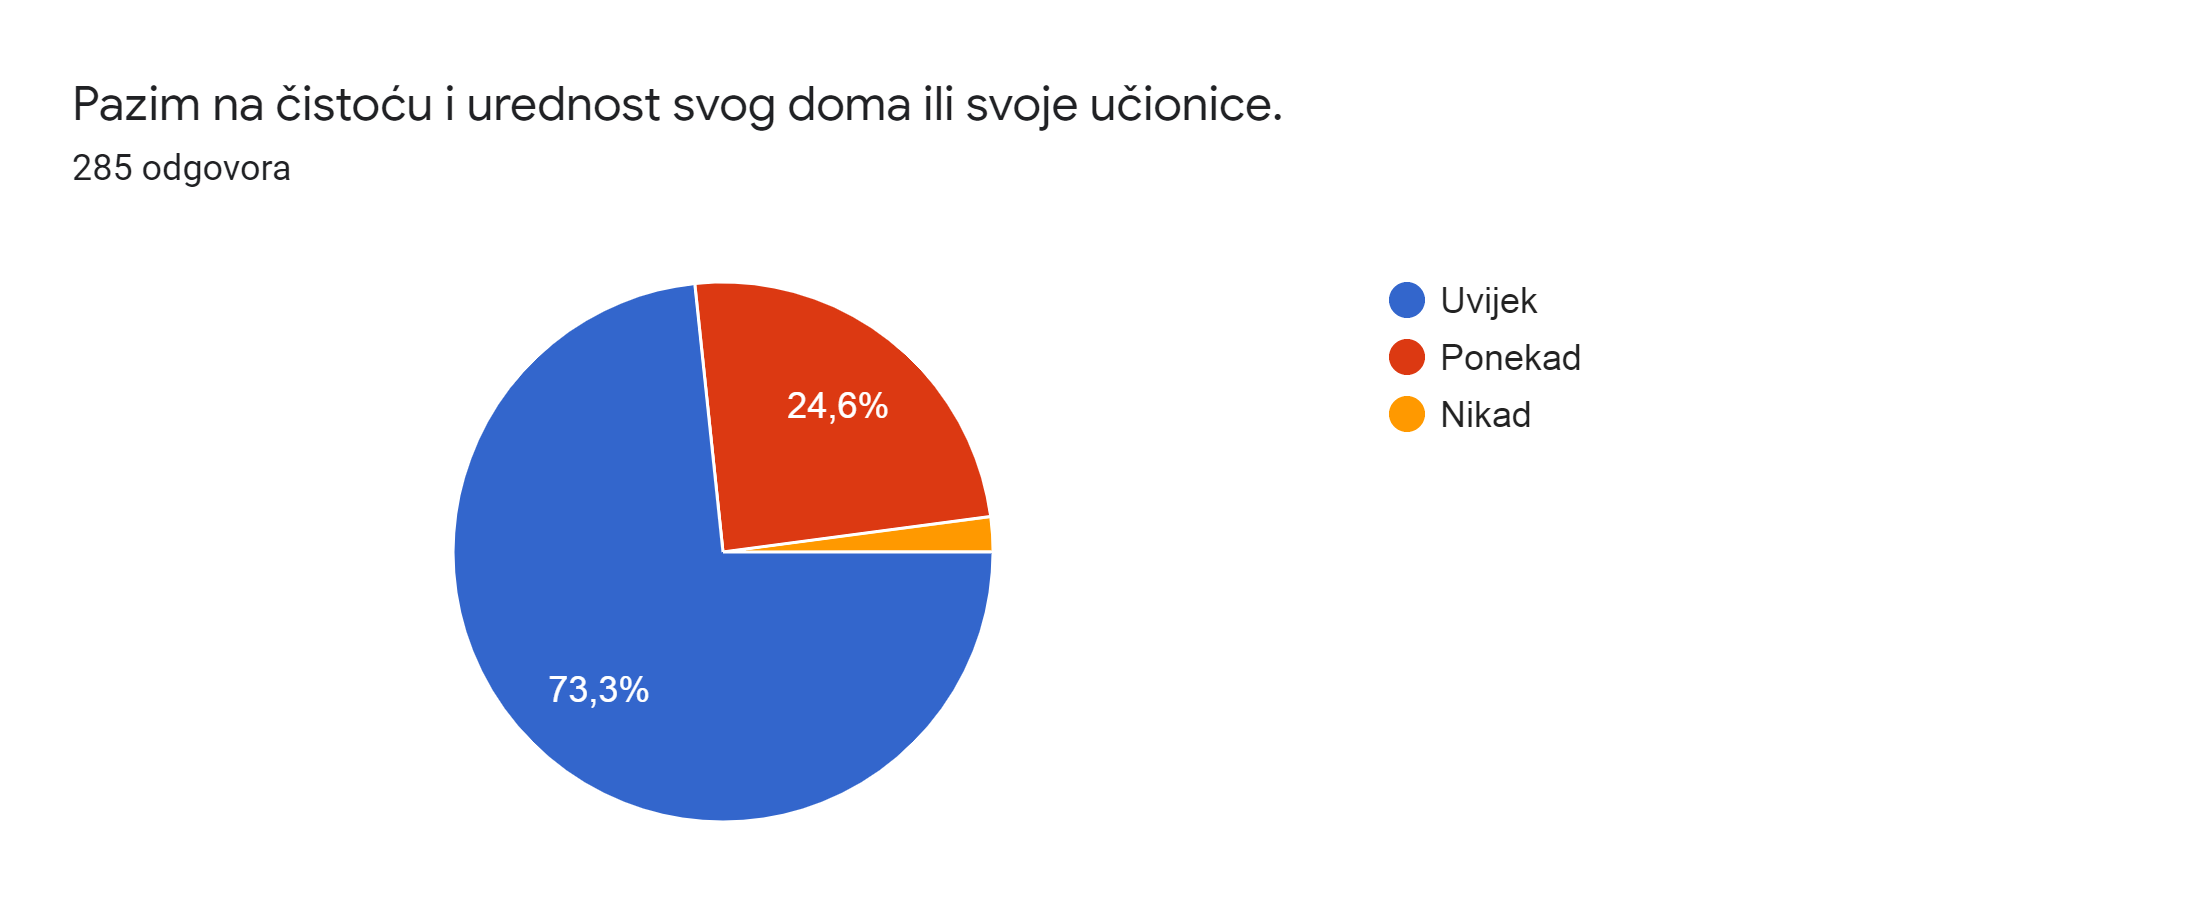 Pazim na čistoću i urednost svog doma ili svoje učionice.
285 odgovora
Uvijek
Ponekad
Nikad
24,6%
73,3%